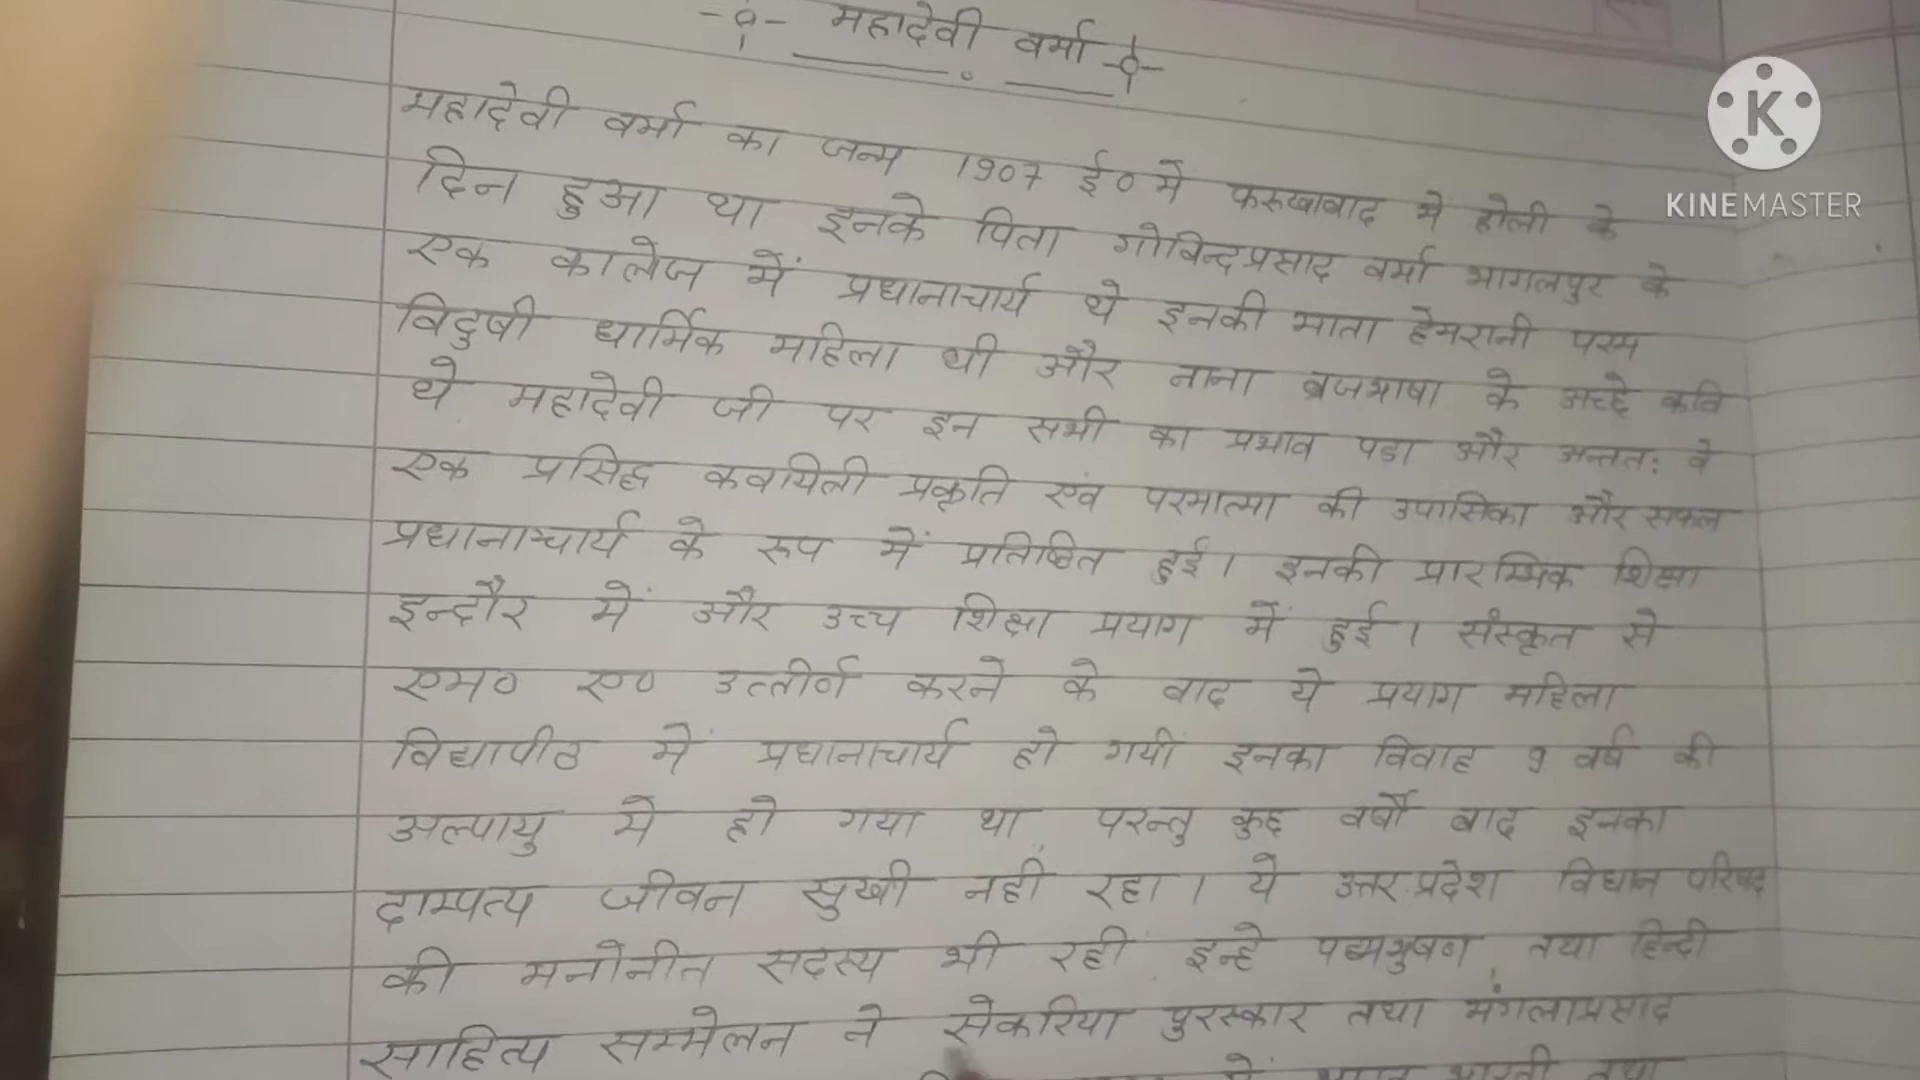 महादेवी वर्मा
K
KINEMASTER
महादेवी वर्मा का जन्म 1907 ई० में फरुखाबाद में होली के
दिन हुआ था इनके पिता गोविन्दप्रसाद वर्मा भागलपुर के
एक कालेज में प्रधानाचार्य थे इनकी माता हेमरानी परम
विदुषी धार्मिक महिला थी और नाना ब्रजभाषा के अच्छे कवि
थे महादेवी जी पर इन सभी का प्रभाव पडा और अन्ततः वे
एक प्रसिद्ध कवयिली प्रकृति एवं परमात्मा की उपासिका और सफल
प्रधानाचार्य के रूप में प्रतिष्ठित हुई। इनकी प्रारम्भिक शिक्षा
इन्दौर में और उच्च शिक्षा प्रयाग में हुई। संस्कृत से
एम० ए० उत्तीर्ण करने के बाद ये प्रयाग महिला
विद्यापीठ में प्रधानाचार्य हो गयीं इनका विवाह 9 वर्ष की
अल्पायु में हो गया था, परन्तु कुछ वर्षों बाद इनका
दाम्पत्य जीवन सुखी नहीं रहा। ये उत्तर प्रदेश विधान परिषद
की मनोनीत सदस्य भी रही इन्हे पद्मभुषण, तथा हिन्दी
साहित्य सम्मेलन ने सेकरिया पुरस्कार तथा मंगलाप्रसाद